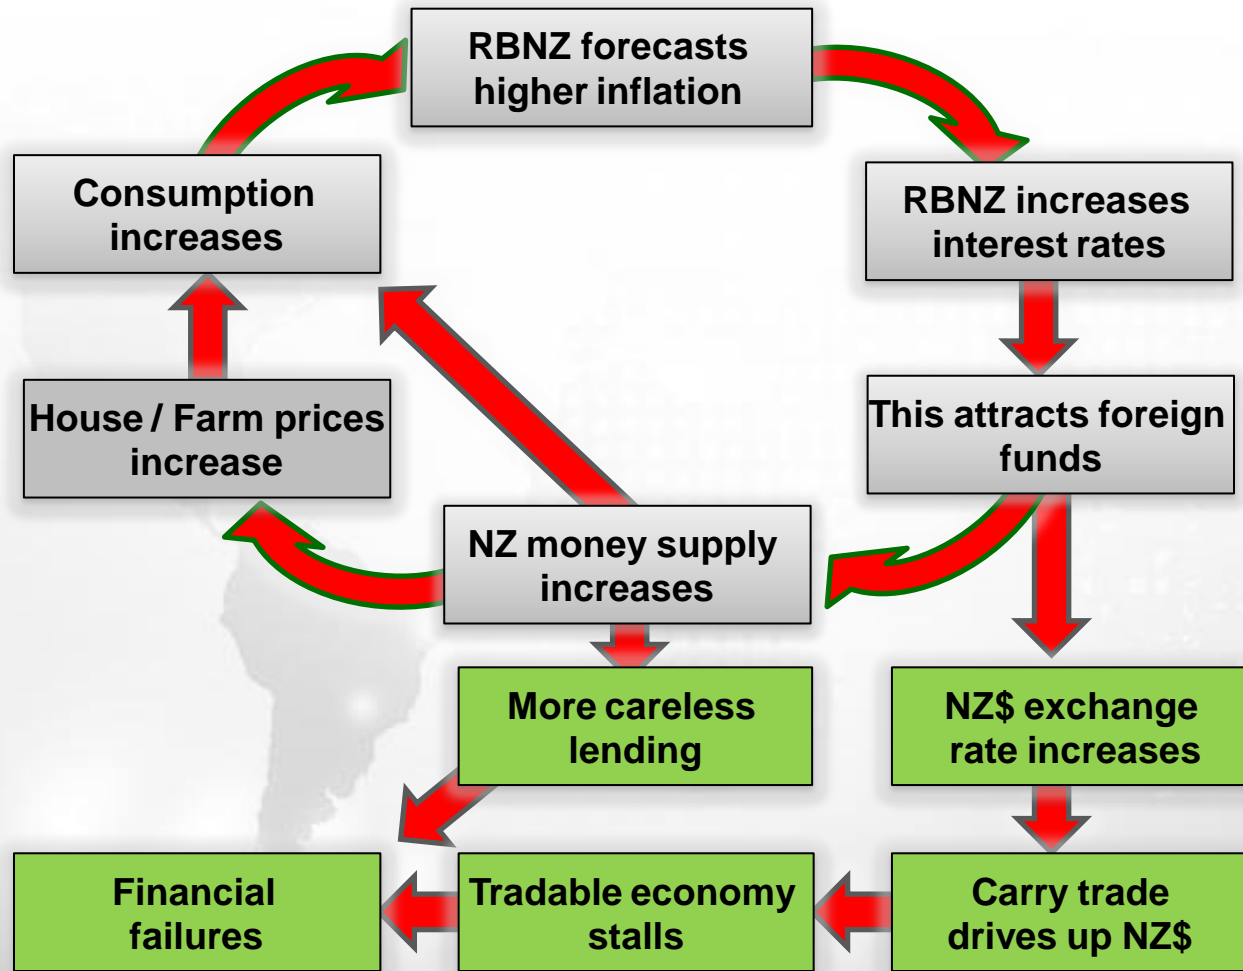 RBNZ forecasts
higher inflation
Consumption
increases
RBNZ increases
interest rates
House / Farm prices
increase
This attracts foreign
funds
NZ money supply
increases
More careless
lending
NZ$ exchange
rate increases
Financial
failures
Tradable economy
stalls
Carry trade
drives up NZ$